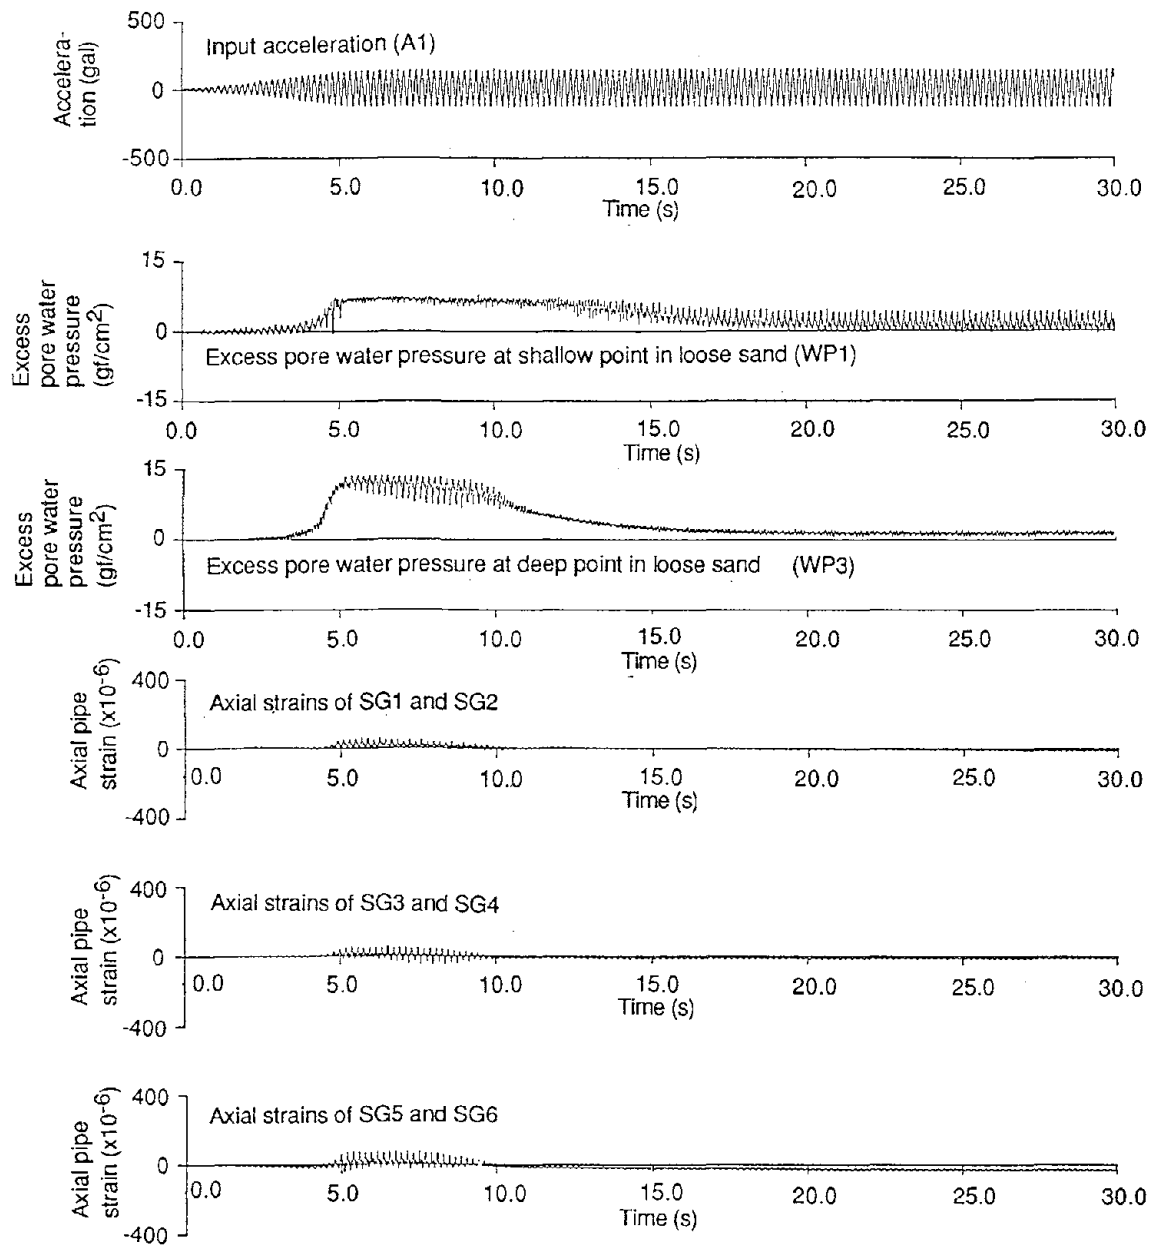 500
0
-500
Accelera-
tion (gal)
Input acceleration (A1)
0.0 5.0 10.0 15.0 20.0 25.0 30.0
Time (s)
15
0
-15
Excess
pore water
pressure
(gf/cm2)
Excess pore water pressure at shallow point in loose sand (WP1)
0.0 5.0 10.0 15.0 20.0 25.0 30.0
Time (s)
15
0
-15
Excess
pore water
pressure
(gf/cm2)
Excess pore water pressure at deep point in loose sand (WP3)
0.0 5.0 10.0 15.0 20.0 25.0 30.0
Time (s)
400
0
-400
Axial pipe
strain (x10-6)
Axial strains of SG1 and SG2
0.0 5.0 10.0 15.0 20.0 25.0 30.0
Time (s)
400
0
-400
Axial pipe
strain (x10-6)
Axial strains of SG3 and SG4
0.0 5.0 10.0 15.0 20.0 25.0 30.0
Time (s)
400
0
-400
Axial pipe
strain (x10-6)
Axial strains of SG5 and SG6
0.0 5.0 10.0 15.0 20.0 25.0 30.0
Time (s)